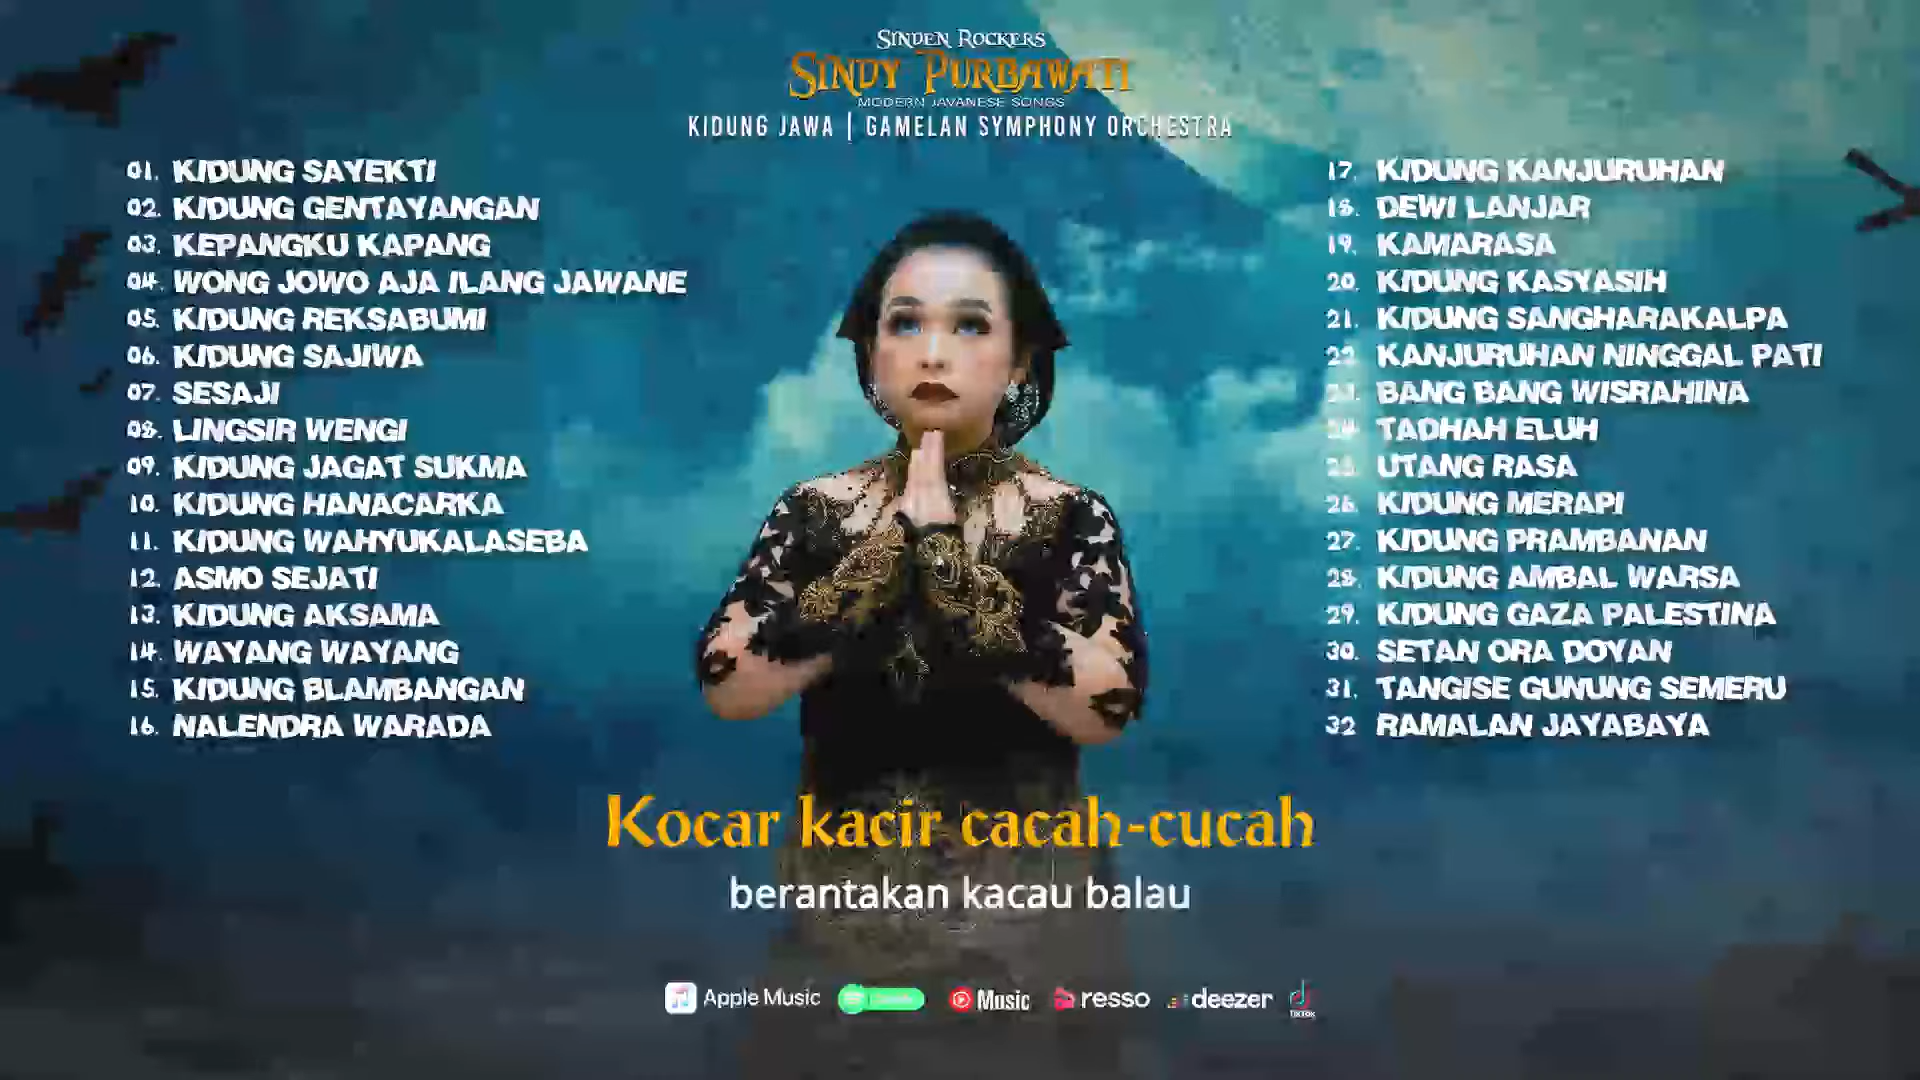 SINDEN ROCKERS
SINDY PURBAWATI
MODERN JAVANESE SONGS
KIDUNG JAWA | GAMELAN SYMPHONY ORCHESTRA
01. KIDUNG SAYEKTI
02. KIDUNG GENTAYANGAN
03. KEPANGKU KAPANG
04. WONG JOWO AJA ILANG JAWANE
05. KIDUNG REKSABUMI
06. KIDUNG SAJIWA
07. SESAJI
08. LINGSIR WENGI
09. KIDUNG JAGAT SUKMA
10. KIDUNG HANACARKA
11. KIDUNG WAHYUKALASEBA
12. ASMO SEJATI
13. KIDUNG AKSAMA
14. WAYANG WAYANG
15. KIDUNG BLAMBANGAN
16. NALENDRA WARADA
17. KIDUNG KANJURUHAN
18. DEWI LANJAR
19. KAMARASA
20. KIDUNG KASYASIH
21. KIDUNG SANGHARAKALPA
22. KANJURUHAN NINGGAL PATI
23. BANG BANG WISRAHINA
24. TADHAH ELUH
25. UTANG RASA
26. KIDUNG MERAPI
27. KIDUNG PRAMBANAN
28. KIDUNG AMBAL WARSA
29. KIDUNG GAZA PALESTINA
30. SETAN ORA DOYAN
31. TANGISE GUNUNG SEMERU
32 RAMALAN JAYABAYA
Kocar kacir cacah-cucah
berantakan kacau balau
Apple Music
Music
resso
deezer
TikTok